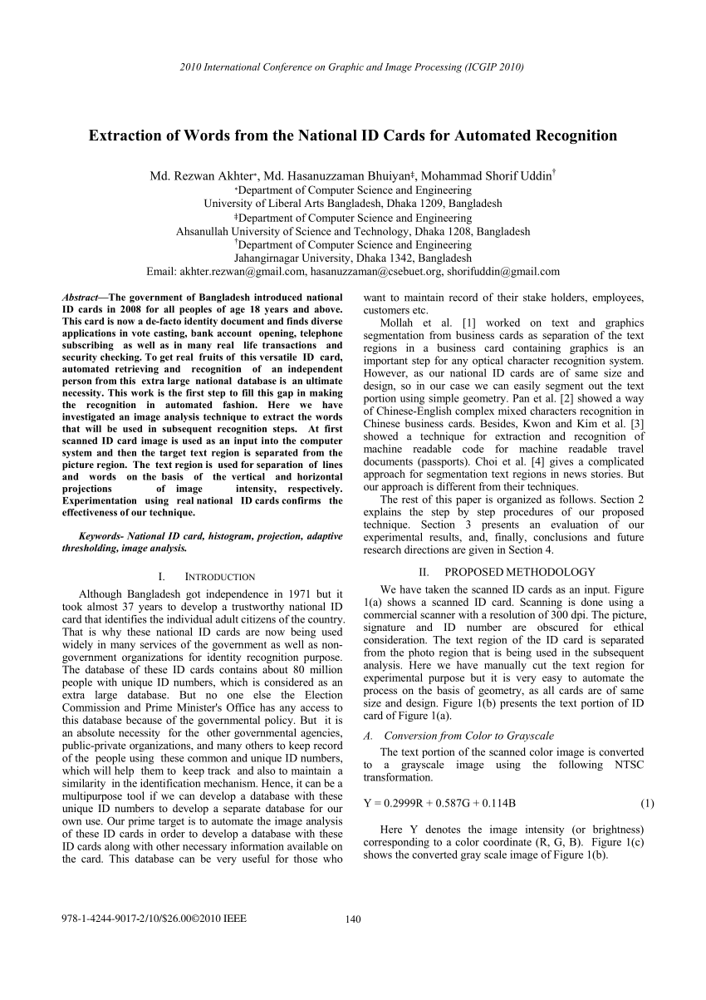 2010 International Conference on Graphic and Image Processing (ICGIP 2010)
Extraction of Words from the National ID Cards for Automated Recognition
Md. Rezwan Akhter*, Md. Hasanuzzaman Bhuiyan‡, Mohammad Shorif Uddin†
*Department of Computer Science and Engineering
University of Liberal Arts Bangladesh, Dhaka 1209, Bangladesh
‡Department of Computer Science and Engineering
Ahsanullah University of Science and Technology, Dhaka 1208, Bangladesh
†Department of Computer Science and Engineering
Jahangirnagar University, Dhaka 1342, Bangladesh
Email: akhter.rezwan@gmail.com, hasanuzzaman@csebuet.org, shorifuddin@gmail.com
Abstract—The government of Bangladesh introduced national
ID cards in 2008 for all peoples of age 18 years and above.
This card is now a de-facto identity document and finds diverse
applications in vote casting, bank account opening, telephone
subscribing as well as in many real life transactions and
security checking. To get real fruits of this versatile ID card,
automated retrieving and recognition of an independent
person from this extra large national database is an ultimate
necessity. This work is the first step to fill this gap in making
the recognition in automated fashion. Here we have
investigated an image analysis technique to extract the words
that will be used in subsequent recognition steps. At first
scanned ID card image is used as an input into the computer
system and then the target text region is separated from the
picture region. The text region is used for separation of lines
and words on the basis of the vertical and horizontal
projections of image intensity, respectively.
Experimentation using real national ID cards confirms the
effectiveness of our technique.
Keywords- National ID card, histogram, projection, adaptive
thresholding, image analysis.
I. INTRODUCTION
Although Bangladesh got independence in 1971 but it
took almost 37 years to develop a trustworthy national ID
card that identifies the individual adult citizens of the country.
That is why these national ID cards are now being used
widely in many services of the government as well as non-
government organizations for identity recognition purpose.
The database of these ID cards contains about 80 million
people with unique ID numbers, which is considered as an
extra large database. But no one else the Election
Commission and Prime Minister's Office has any access to
this database because of the governmental policy. But it is
an absolute necessity for the other governmental agencies,
public-private organizations, and many others to keep record
of the people using these common and unique ID numbers,
which will help them to keep track and also to maintain a
similarity in the identification mechanism. Hence, it can be a
multipurpose tool if we can develop a database with these
unique ID numbers to develop a separate database for our
own use. Our prime target is to automate the image analysis
of these ID cards in order to develop a database with these
ID cards along with other necessary information available on
the card. This database can be very useful for those who
want to maintain record of their stake holders, employees,
customers etc.
Mollah et al. [1] worked on text and graphics
segmentation from business cards as separation of the text
regions in a business card containing graphics is an
important step for any optical character recognition system.
However, as our national ID cards are of same size and
design, so in our case we can easily segment out the text
portion using simple geometry. Pan et al. [2] showed a way
of Chinese-English complex mixed characters recognition in
Chinese business cards. Besides, Kwon and Kim et al. [3]
showed a technique for extraction and recognition of
machine readable code for machine readable travel
documents (passports). Choi et al. [4] gives a complicated
approach for segmentation text regions in news stories. But
our approach is different from their techniques.
The rest of this paper is organized as follows. Section 2
explains the step by step procedures of our proposed
technique. Section 3 presents an evaluation of our
experimental results, and, finally, conclusions and future
research directions are given in Section 4.
II. PROPOSED METHODOLOGY
We have taken the scanned ID cards as an input. Figure
1(a) shows a scanned ID card. Scanning is done using a
commercial scanner with a resolution of 300 dpi. The picture,
signature and ID number are obscured for ethical
consideration. The text region of the ID card is separated
from the photo region that is being used in the subsequent
analysis. Here we have manually cut the text region for
experimental purpose but it is very easy to automate the
process on the basis of geometry, as all cards are of same
size and design. Figure 1(b) presents the text portion of ID
card of Figure 1(a).
A. Conversion from Color to Grayscale
The text portion of the scanned color image is converted
to a grayscale image using the following NTSC
transformation.
Y = 0.2999R + 0.587G + 0.114B (1)
Here Y denotes the image intensity (or brightness)
corresponding to a color coordinate (R, G, B). Figure 1(c)
shows the converted gray scale image of Figure 1(b).
978-1-4244-9017-2/10/$26.00©2010 IEEE
140